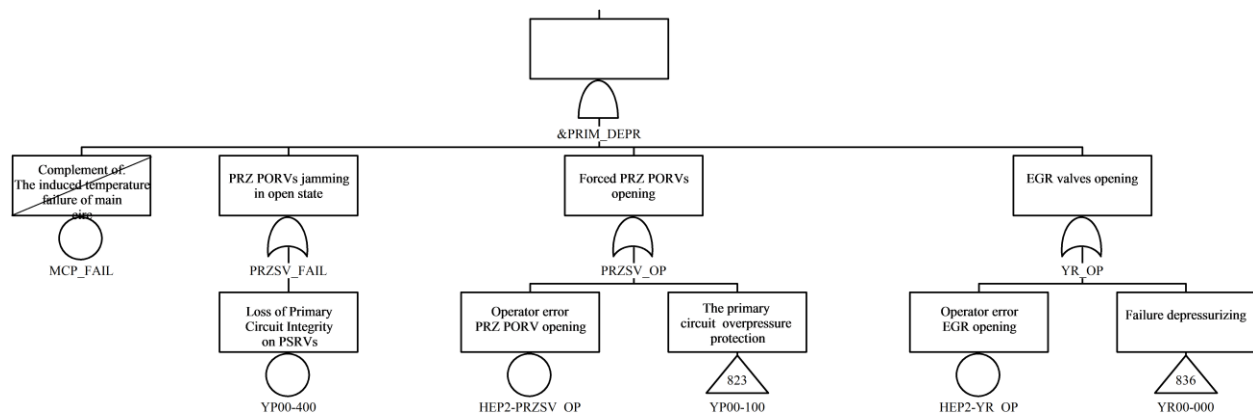 &PRIM_DEPR
Complement of:
The induced temperature
failure of main
circ
MCP_FAIL
PRZ PORVs jamming
in open state
PRZSV_FAIL
Loss of Primary
Circuit Integrity
on PSRVs
YP00-400
Forced PRZ PORVs
opening
PRZSV_OP
Operator error
PRZ PORV opening
HEP2-PRZSV_OP
The primary
circuit overpressure
protection
823
YP00-100
EGR valves opening
YR_OP
Operator error
EGR opening
HEP2-YR_OP
Failure depressurizing
836
YR00-000